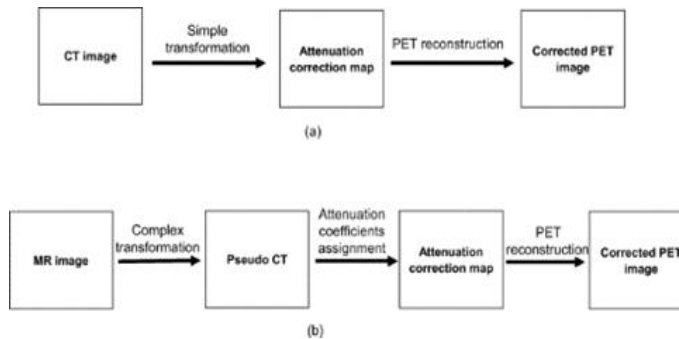 CT image
Simple
transformation
Attenuation
correction map
PET reconstruction
Corrected PET
image
(a)
MR image
Complex
transformation
Pseudo CT
Attenuation
coefficients
assignment
Attenuation
correction map
PET
reconstruction
Corrected PET
image
(b)